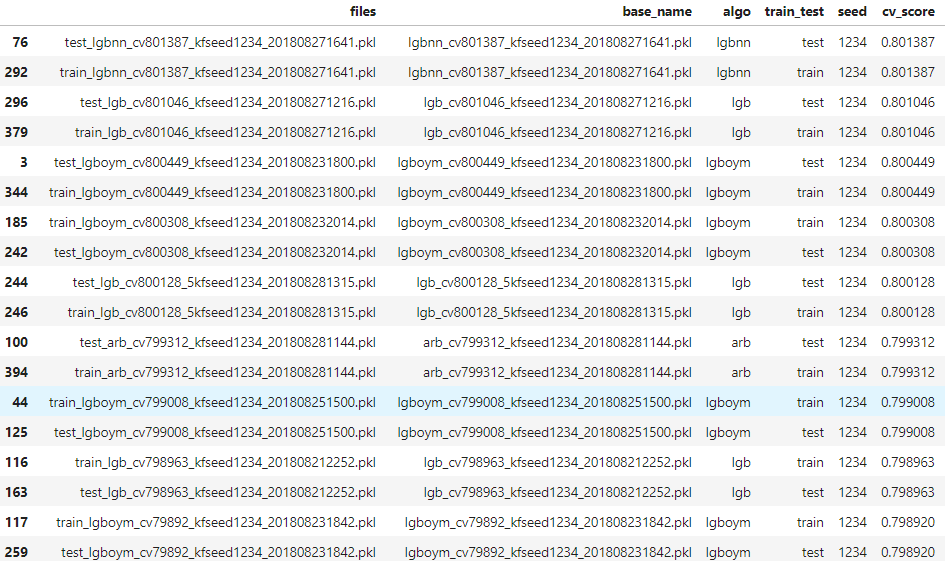 files base_name algo train_test seed cv_score
76 test_lgbnn_cv801387_kfseed1234_201808271641.pkl lgbnn_cv801387_kfseed1234_201808271641.pkl lgbnn test 1234 0.801387
292 train_lgbnn_cv801387_kfseed1234_201808271641.pkl lgbnn_cv801387_kfseed1234_201808271641.pkl lgbnn train 1234 0.801387
296 test_lgb_cv801046_kfseed1234_201808271216.pkl lgb_cv801046_kfseed1234_201808271216.pkl lgb test 1234 0.801046
379 train_lgb_cv801046_kfseed1234_201808271216.pkl lgb_cv801046_kfseed1234_201808271216.pkl lgb train 1234 0.801046
3 test_lgboym_cv800449_kfseed1234_201808231800.pkl lgboym_cv800449_kfseed1234_201808231800.pkl lgboym test 1234 0.800449
344 train_lgboym_cv800449_kfseed1234_201808231800.pkl lgboym_cv800449_kfseed1234_201808231800.pkl lgboym train 1234 0.800449
185 train_lgboym_cv800308_kfseed1234_201808232014.pkl lgboym_cv800308_kfseed1234_201808232014.pkl lgboym train 1234 0.800308
242 test_lgboym_cv800308_kfseed1234_201808232014.pkl lgboym_cv800308_kfseed1234_201808232014.pkl lgboym test 1234 0.800308
244 test_lgb_cv800128_5kfseed1234_201808281315.pkl lgb_cv800128_5kfseed1234_201808281315.pkl lgb test 1234 0.800128
246 train_lgb_cv800128_5kfseed1234_201808281315.pkl lgb_cv800128_5kfseed1234_201808281315.pkl lgb train 1234 0.800128
100 test_arb_cv799312_kfseed1234_201808281144.pkl arb_cv799312_kfseed1234_201808281144.pkl arb test 1234 0.799312
394 train_arb_cv799312_kfseed1234_201808281144.pkl arb_cv799312_kfseed1234_201808281144.pkl arb train 1234 0.799312
44 train_lgboym_cv799008_kfseed1234_201808251500.pkl lgboym_cv799008_kfseed1234_201808251500.pkl lgboym train 1234 0.799008
125 test_lgboym_cv799008_kfseed1234_201808251500.pkl lgboym_cv799008_kfseed1234_201808251500.pkl lgboym test 1234 0.799008
116 train_lgb_cv798963_kfseed1234_201808212252.pkl lgb_cv798963_kfseed1234_201808212252.pkl lgb train 1234 0.798963
163 test_lgb_cv798963_kfseed1234_201808212252.pkl lgb_cv798963_kfseed1234_201808212252.pkl lgb test 1234 0.798963
117 train_lgboym_cv79892_kfseed1234_201808231842.pkl lgboym_cv79892_kfseed1234_201808231842.pkl lgboym train 1234 0.798920
259 test_lgboym_cv79892_kfseed1234_201808231842.pkl lgboym_cv79892_kfseed1234_201808231842.pkl lgboym test 1234 0.798920